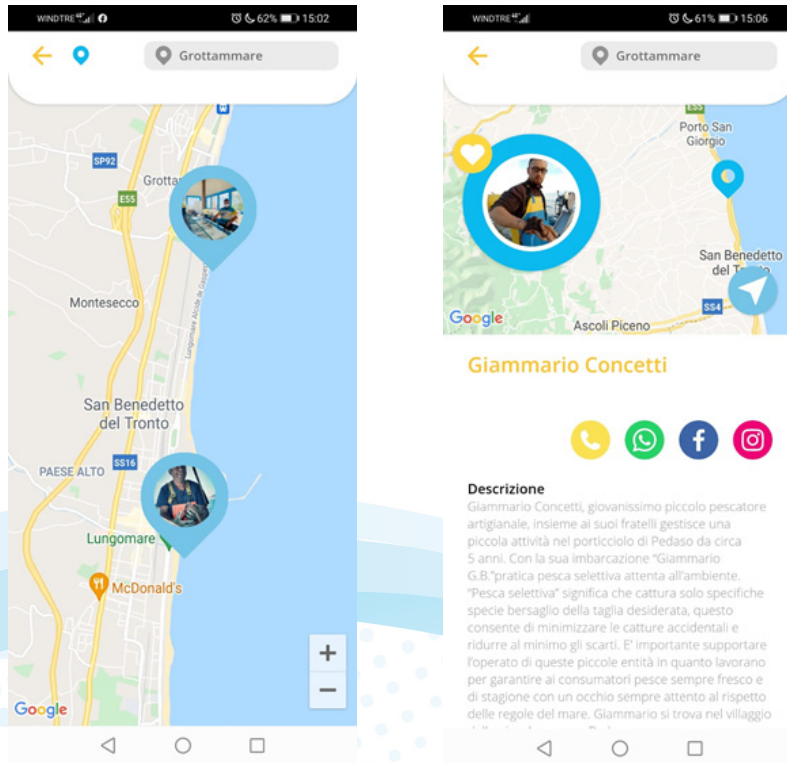 WINDTRE 62% 15:02
Grottammare
SP92
E55
Montesecco
Lungomare Alcide de Gasperi
San Benedetto
del Tronto
PAESE ALTO
SS16
Lungomare
McDonald's
+
−
Google
WINDTRE 61% 15:06
Grottammare
E55
Porto San
Giorgio
San Benedetto
del
SS4
Google
Ascoli Piceno
Giammario Concetti
Descrizione
Giammario Concetti, giovanissimo piccolo pescatore
artigianale, insieme ai suoi fratelli gestisce una
piccola attività nel porticciolo di Pedaso da circa
5 anni. Con la sua imbarcazione "Giammario
G.B."pratica pesca selettiva attenta all'ambiente.
"Pesca selettiva" significa che cattura solo specifiche
specie bersaglio della taglia desiderata, questo
consente di minimizzare le catture accidentali e
ridurre al minimo gli scarti. E' importante supportare
l'operato di queste piccole entità in quanto lavorano
per garantire ai consumatori pesce sempre fresco e
di stagione con un occhio sempre attento al rispetto
delle regole del mare. Giammario si trova nel villaggio